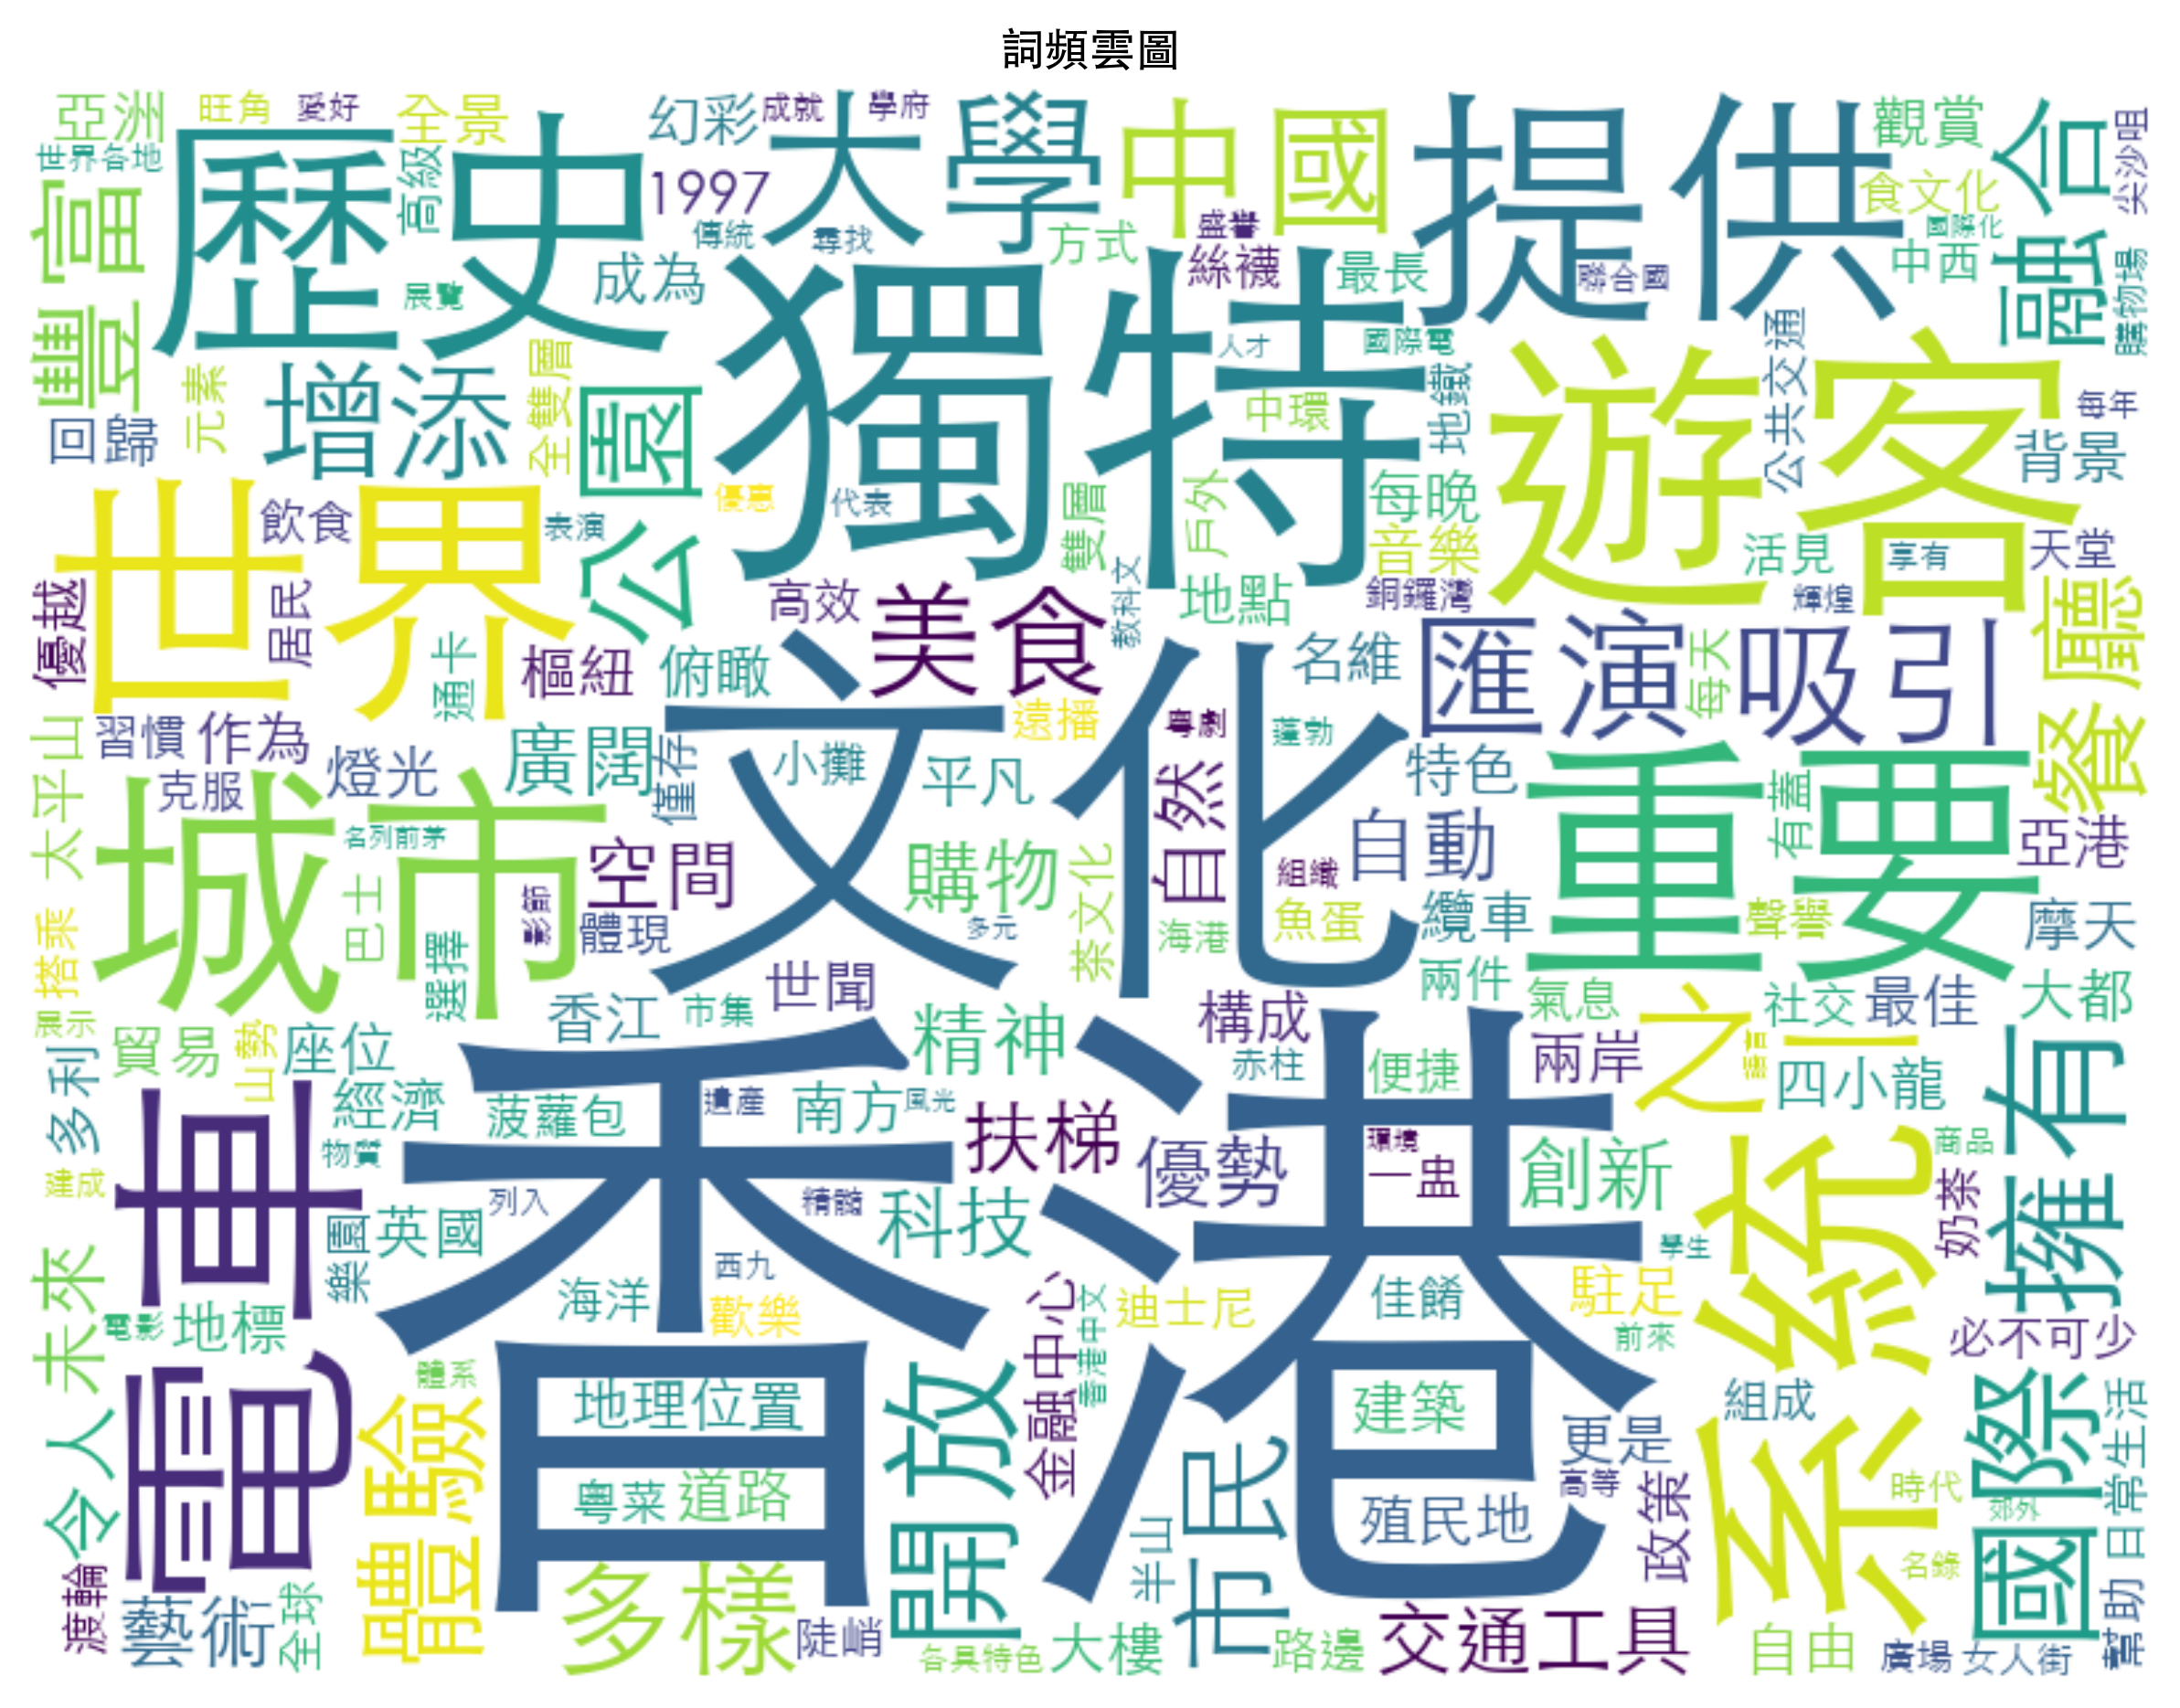 詞頻雲圖
亞洲
旺角
愛好
全景
幻彩
成就
大學
學府
中國
提供
觀賞
融合
尖沙咀
世界各地
豐富
歷史
高級
1997
傳統
尋找
方式
盛譽
絲襪
最長
聯合國
食文化
國際化
中西
購物場
展覽
成為
獨特
人才
國際電
地鐵
公共交通
遊客
每年
背景
回歸
元素
增添
全雙層
公園
中環
每晚
世界
飲食
表演
優惠
代表
雙層
戶外
音樂
活見
享有
天堂
優越
居民
通卡
樞紐
俯瞰
高效
美食
教科文
地點
銅鑼灣
輝煌
餐廳
名維
匯演
每天
吸引
太平山
習慣
作為
克服
燈光
廣闊
僅存
文化
小攤
遠播
平凡
粵劇
蓬勃
特色
自然
自動
重要
有蓋
亞港
城市
名列前茅
巴士
空間
影節
體現
購物
茶文化
組織
海港
魚蛋
纜車
聲譽
摩天
搭乘
選擇
多元
世聞
兩件
氣息
之一
社交
最佳
大都
展示
貿易
山勢
座位
香江
市集
精神
構成
赤柱
便捷
兩岸
四小龍
擁有
多利
經濟
菠蘿包
遺產
南方
風光
扶梯
優勢
環境
一盅
創新
系統
商品
奶茶
建成
物質
電車
香港
列入
精髓
英國
樂園
科技
學生
未來
電影
地標
海洋
西九
歡樂
金融中心
香港中文
迪士尼
佳餚
駐足
前來
必不可少
令人
體系
體驗
地理位置
開放
建築
組成
國際
日常生活
粵菜
道路
市民
半山
殖民地
更是
高等
政策
時代
郊外
名錄
渡輪
藝術
全球
多樣
陡峭
各具特色
大樓
路邊
交通工具
自由
廣場
女人街
幫助